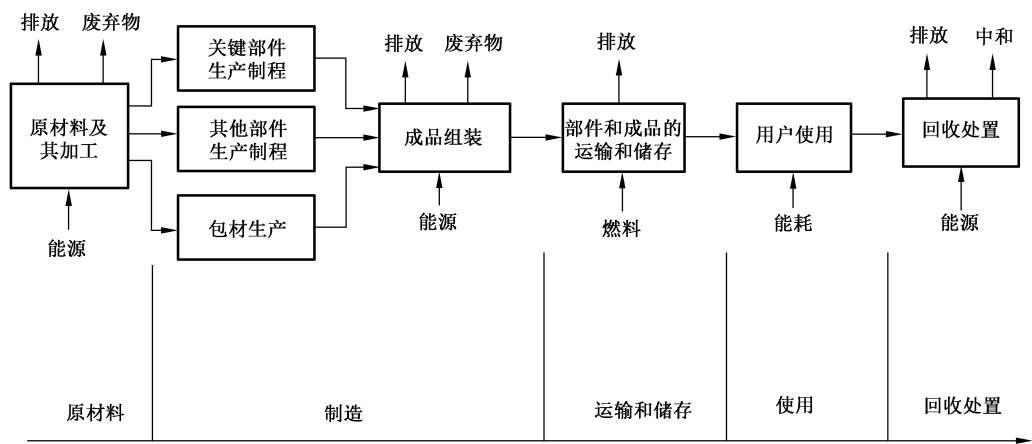 排放
废弃物
原材料及
其加工
能源
关键部件
生产制程
其他部件
生产制程
包材生产
排放
废弃物
成品组装
能源
排放
部件和成品的
运输和储存
燃料
用户使用
能耗
排放
中和
回收处置
能源
原材料
制造
运输和储存
使用
回收处置